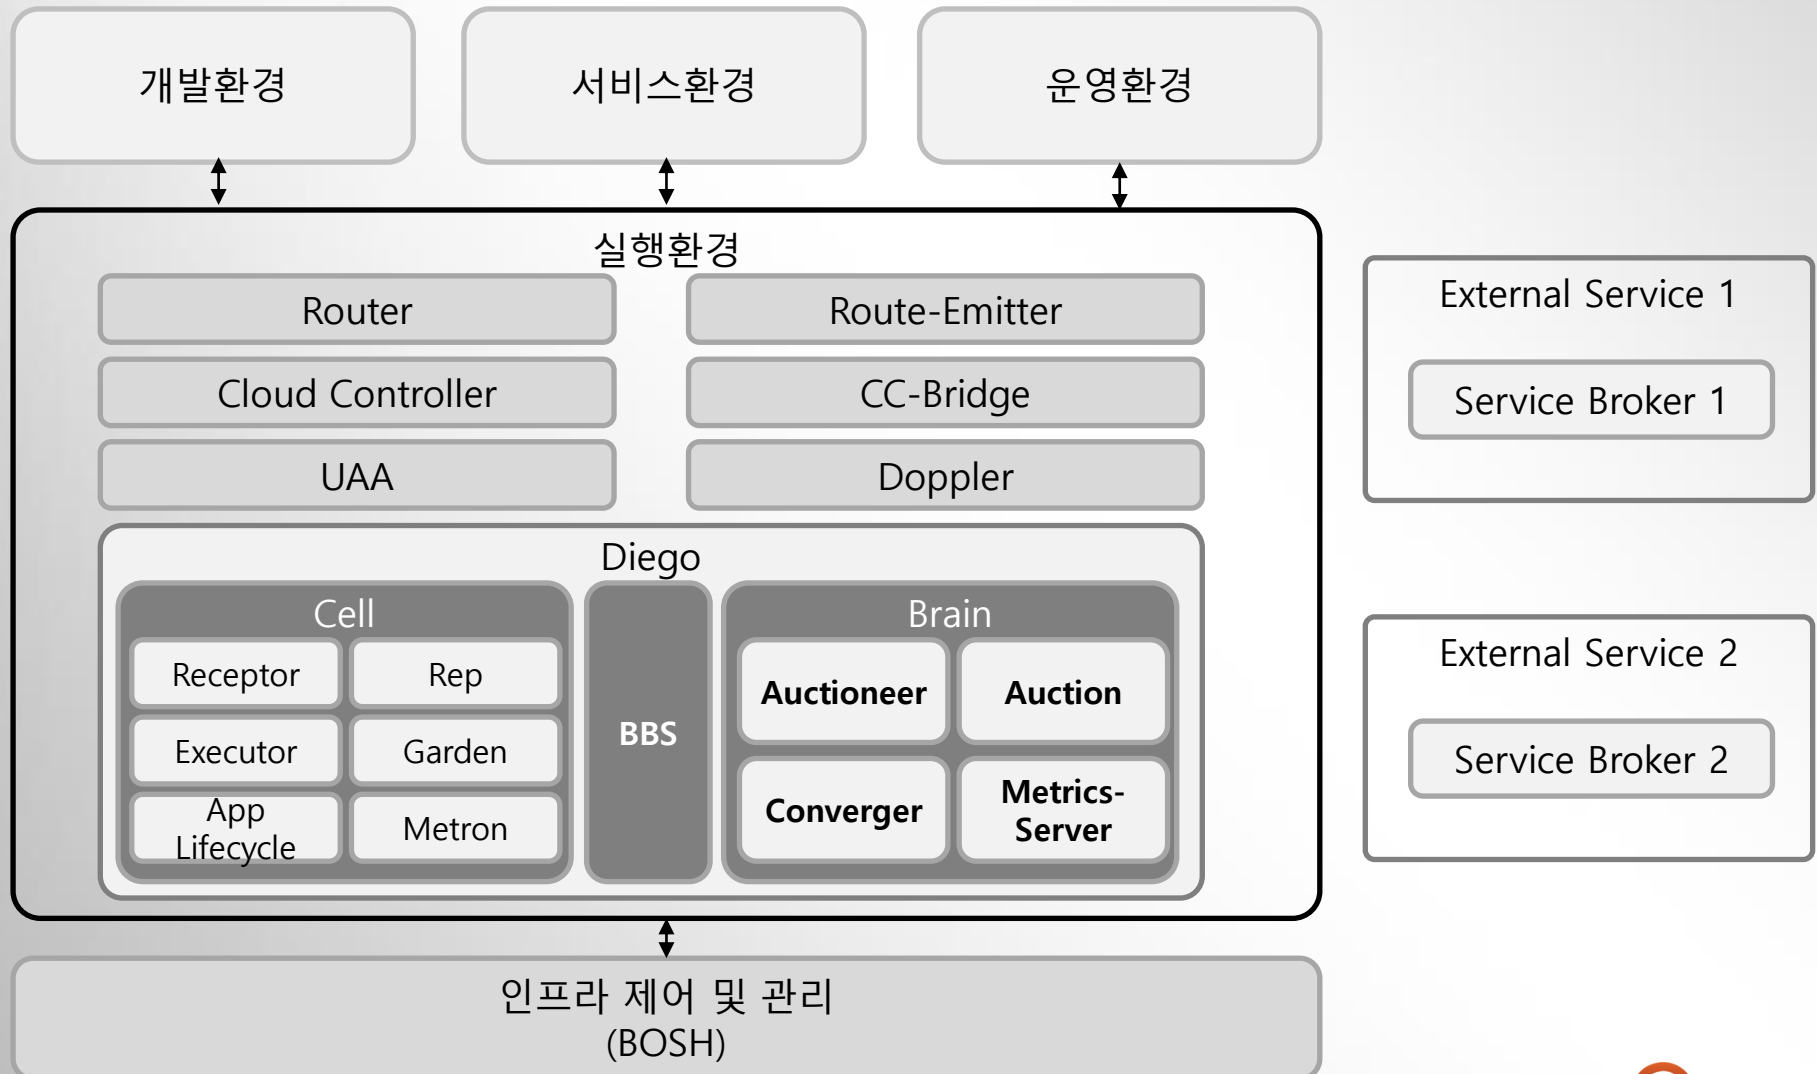 개발환경
서비스환경
운영환경
실행환경
Router
Route-Emitter
Cloud Controller
CC-Bridge
UAA
Doppler
Diego
Cell
Receptor
Rep
Executor
Garden
App
Lifecycle
Metron
BBS
Brain
Auctioneer
Auction
Converger
Metrics-
Server
External Service 1
Service Broker 1
External Service 2
Service Broker 2
인프라 제어 및 관리
(BOSH)